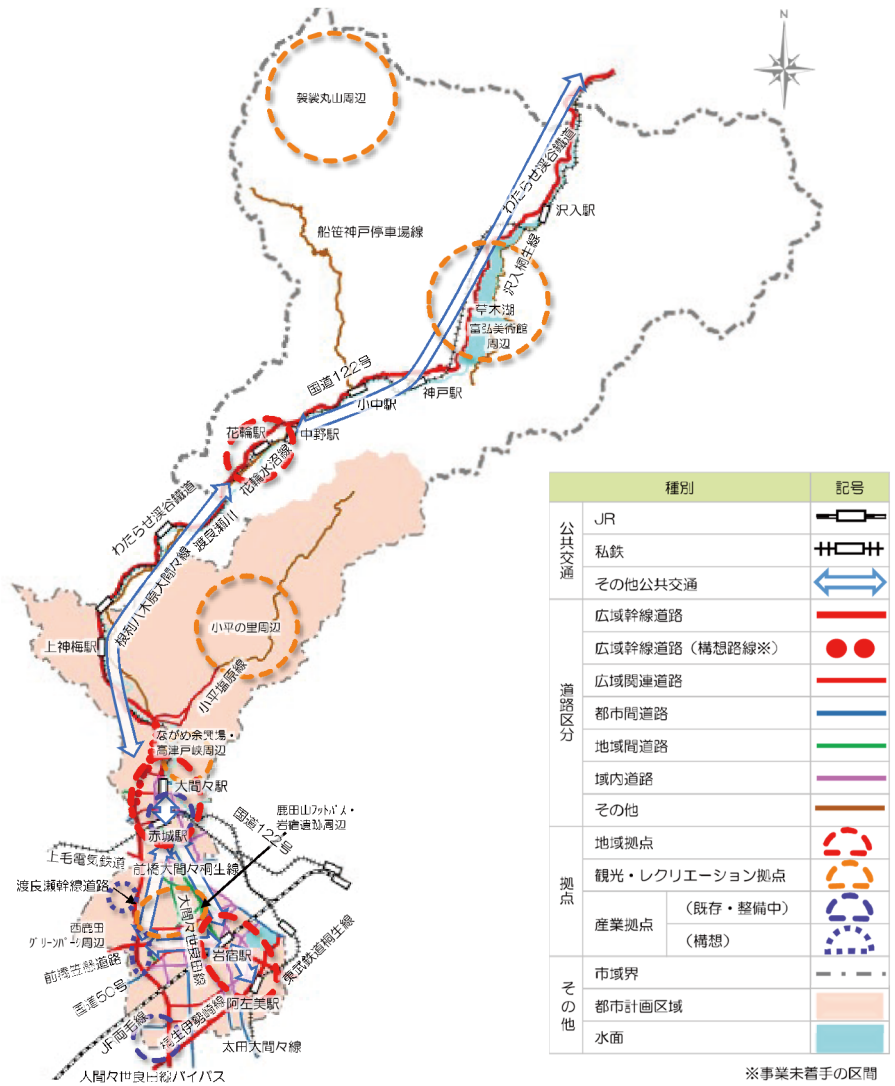 N
袈裟丸山周辺
わたらせ渓谷鐵道
沢入駅
船笹神戸停車場線
沢入桐生線
草木湖
富弘美術館
周辺
国道122号
小中駅
神戸駅
花輪駅
中野駅
花輪水沼線
わたらせ渓谷鐵道
渡良瀬川
根利八木原大間々線
小平の里周辺
上神梅駅
小平塩原線
ながめ余興場・
高津戸峡周辺
大間々駅
鹿田山フットパス・
岩宿遺跡周辺
国道122号
赤城駅
上毛電気鉄道
前橋大間々桐生線
渡良瀬幹線道路
大間々世良田線
西鹿田
グリーンパーク周辺
岩宿駅
東武鉄道桐生線
前橋笠懸道路
国道50号
阿左美駅
JR両毛線
桐生伊勢崎線
太田大間々線
大間々世良田線バイパス
種別
記号
公共交通
JR
私鉄
その他公共交通
道路区分
広域幹線道路
広域幹線道路（構想路線※）
広域関連道路
都市間道路
地域間道路
域内道路
その他
拠点
地域拠点
観光・レクリエーション拠点
産業拠点
（既存・整備中）
（構想）
その他
市域界
都市計画区域
水面
※事業未着手の区間